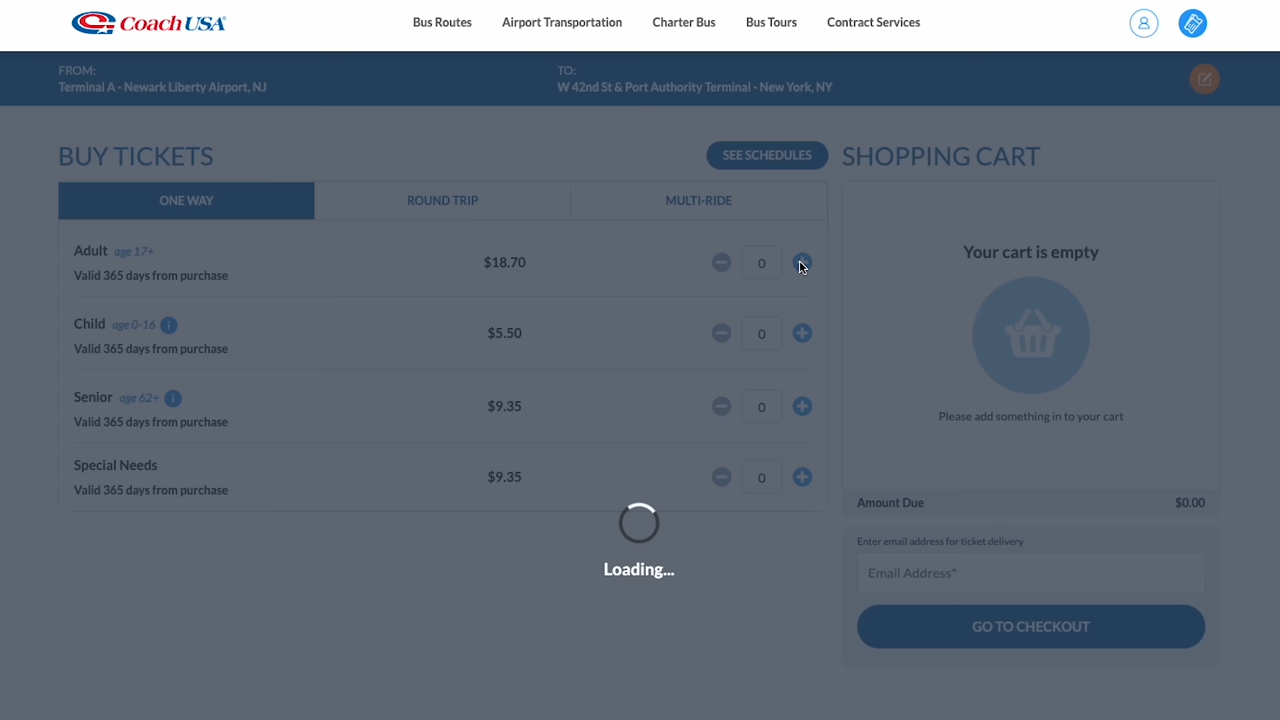 Coach USA
Bus Routes
Airport Transportation
Charter Bus
Bus Tours
Contract Services
FROM:
Terminal A - Newark Liberty Airport, NJ
TO:
W 42nd St & Port Authority Terminal - New York, NY
BUY TICKETS
SEE SCHEDULES
ONE WAY
ROUND TRIP
MULTI-RIDE
Adult age 17+
Valid 365 days from purchase
$18.70
0
Child age 0-16 i
Valid 365 days from purchase
$5.50
0
Senior age 62+ i
Valid 365 days from purchase
$9.35
0
Special Needs
Valid 365 days from purchase
$9.35
0
SHOPPING CART
Your cart is empty
Please add something in to your cart
Amount Due $0.00
Enter email address for ticket delivery
Email Address*
GO TO CHECKOUT
Loading...